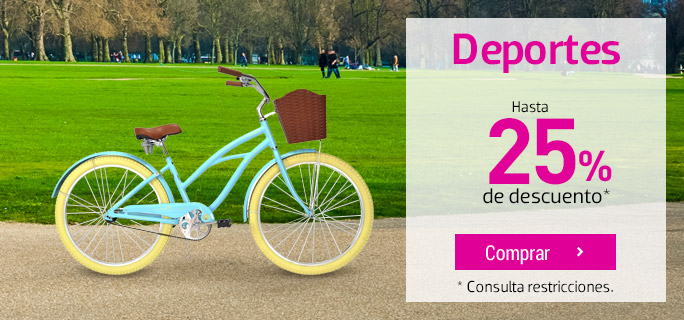 Deportes
Hasta
25%
de descuento*
Comprar >
* Consulta restricciones.